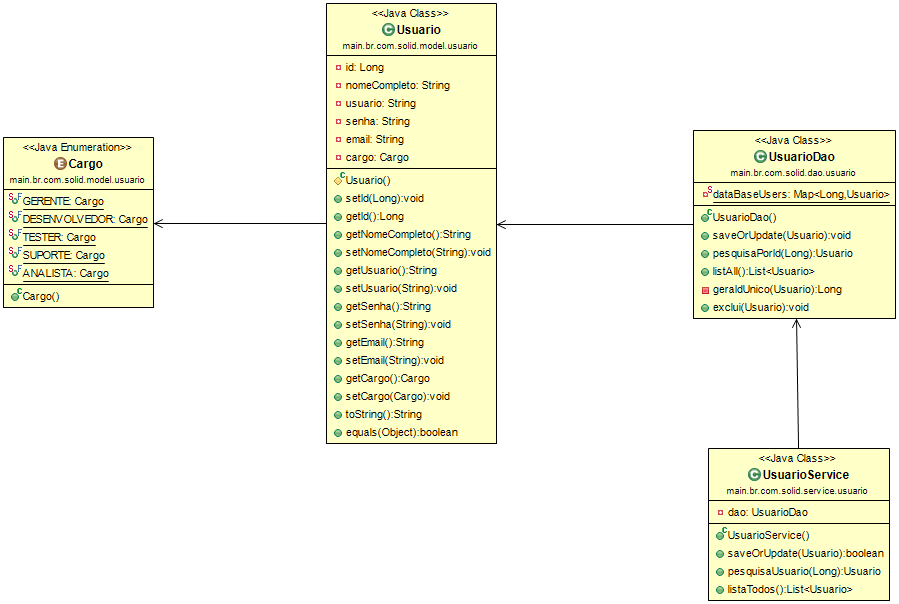 <<Java Class>>
Usuario
main.br.com.solid.model.usuario
id: Long
nomeCompleto: String
usuario: String
senha: String
email: String
cargo: Cargo
Usuario()
setId(Long):void
getId():Long
getNomeCompleto():String
setNomeCompleto(String):void
getUsuario():String
setUsuario(String):void
getSenha():String
setSenha(String):void
getEmail():String
setEmail(String):void
getCargo():Cargo
setCargo(Cargo):void
toString():String
equals(Object):boolean
<<Java Enumeration>>
Cargo
main.br.com.solid.model.usuario
GERENTE: Cargo
DESENVOLVEDOR: Cargo
TESTER: Cargo
SUPORTE: Cargo
ANALISTA: Cargo
Cargo()
<<Java Class>>
UsuarioDao
main.br.com.solid.dao.usuario
dataBaseUsers: Map<Long,Usuario>
UsuarioDao()
saveOrUpdate(Usuario):void
pesquisaPorId(Long):Usuario
listAll():List<Usuario>
geraIdUnico(Usuario):Long
exclui(Usuario):void
<<Java Class>>
UsuarioService
main.br.com.solid.service.usuario
dao: UsuarioDao
UsuarioService()
saveOrUpdate(Usuario):boolean
pesquisaUsuario(Long):Usuario
listaTodos():List<Usuario>